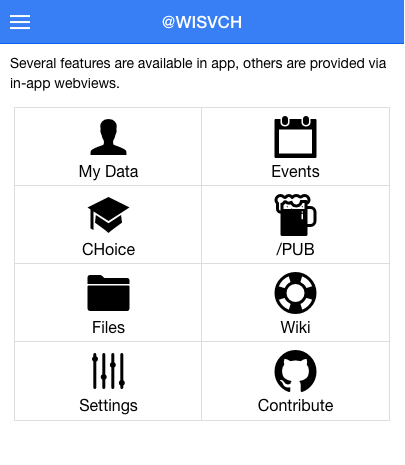 @WISVCH
Several features are available in app, others are provided via
in-app webviews.
My Data
Events
CHoice
/PUB
Files
Wiki
Settings
Contribute